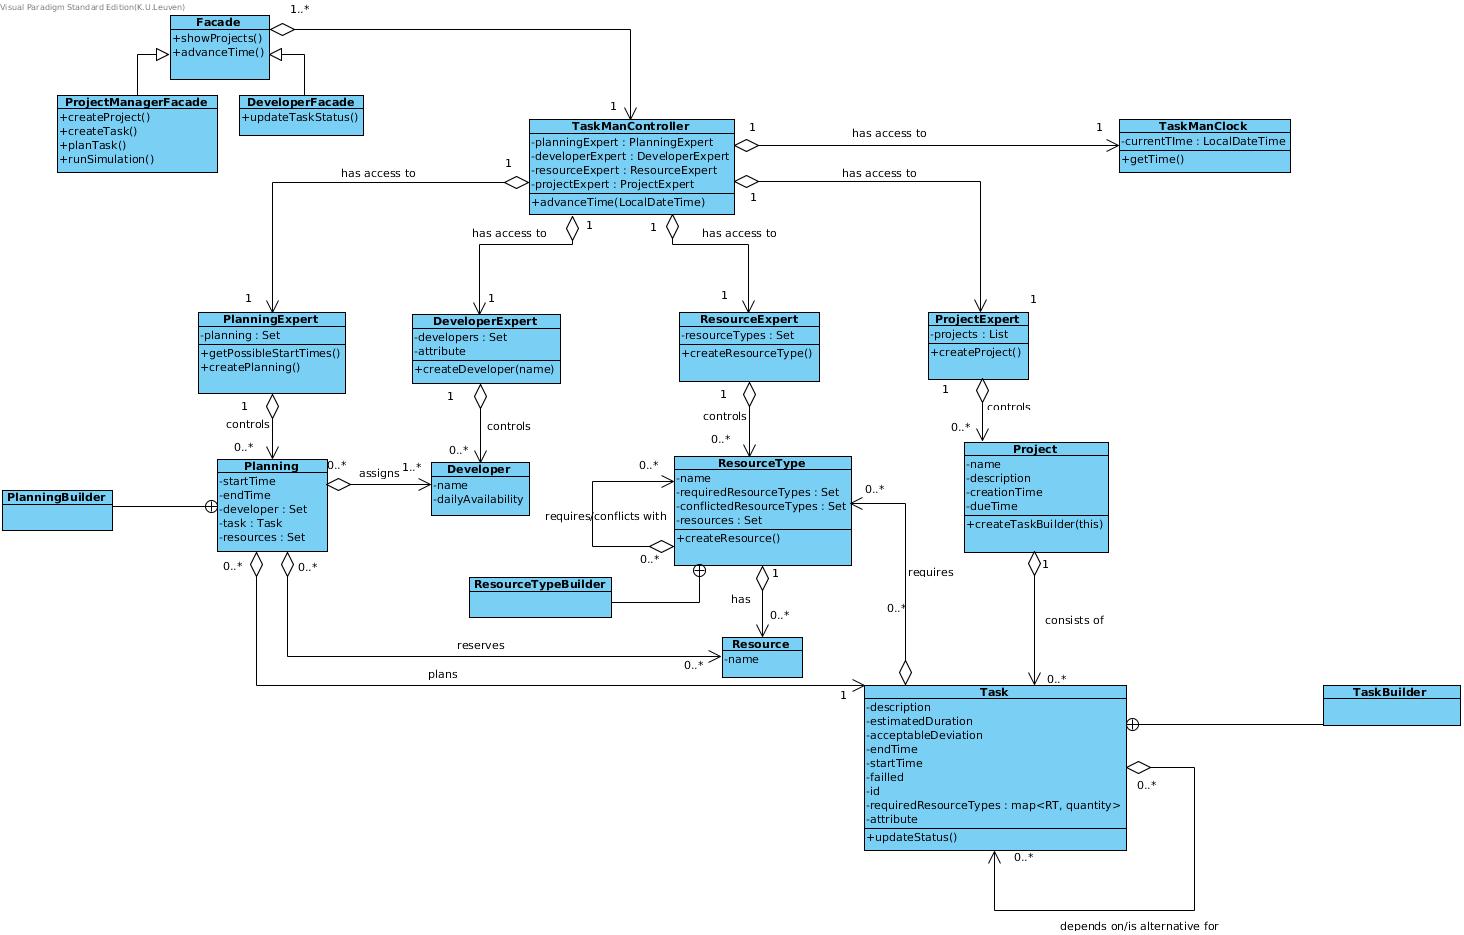 Visual Paradigm Standard Edition(K.U.Leuven)
1..*
Facade
+showProjects()
+advanceTime()
ProjectManagerFacade
+createProject()
+createTask()
+planTask()
+runSimulation()
DeveloperFacade
+updateTaskStatus()
1
TaskManController
-planningExpert : PlanningExpert
-developerExpert : DeveloperExpert
-resourceExpert : ResourceExpert
-projectExpert : ProjectExpert
+advanceTime(LocalDateTime)
1
has access to
1
TaskManClock
-currentTIme : LocalDateTime
+getTime()
1
has access to
has access to
1
has access to
1
1
has access to
1
1
1
1
PlanningExpert
-planning : Set
+getPossibleStartTimes()
+createPlanning()
DeveloperExpert
-developers : Set
-attribute
+createDeveloper(name)
ResourceExpert
-resourceTypes : Set
+createResourceType()
ProjectExpert
-projects : List
+createProject()
1
controls
0..*
1
controls
0..*
1
controls
0..*
1
controls
0..*
Planning
-startTime
-endTime
-developer : Set
-task : Task
-resources : Set
0..*
assigns
1..*
Developer
-name
-dailyAvailability
PlanningBuilder
0..*
requires/conflicts with
0..*
ResourceType
-name
-requiredResourceTypes : Set
-conflictedResourceTypes : Set
-resources : Set
+createResource()
0..*
requires
0..*
Project
-name
-description
-creationTime
-dueTime
+createTaskBuilder(this)
0..*
0..*
ResourceTypeBuilder
1
has
0..*
1
consists of
0..*
reserves
0..*
Resource
-name
plans
1
Task
-description
-estimatedDuration
-acceptableDeviation
-endTime
-startTime
-failled
-id
-requiredResourceTypes : map<RT, quantity>
-attribute
+updateStatus()
TaskBuilder
0..*
0..*
depends on/is alternative for